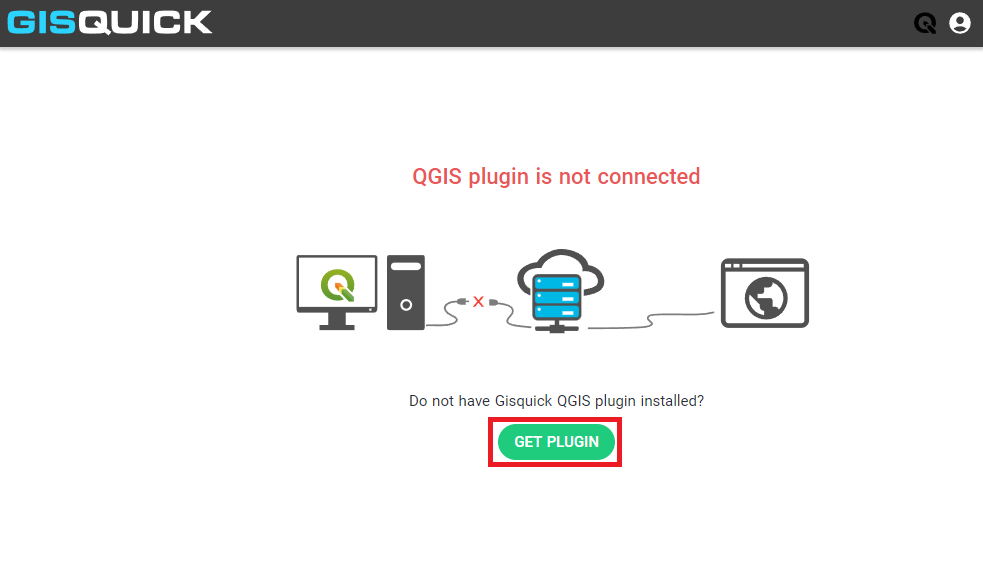 GISQUICK
QGIS plugin is not connected
X
Do not have Gisquick QGIS plugin installed?
GET PLUGIN